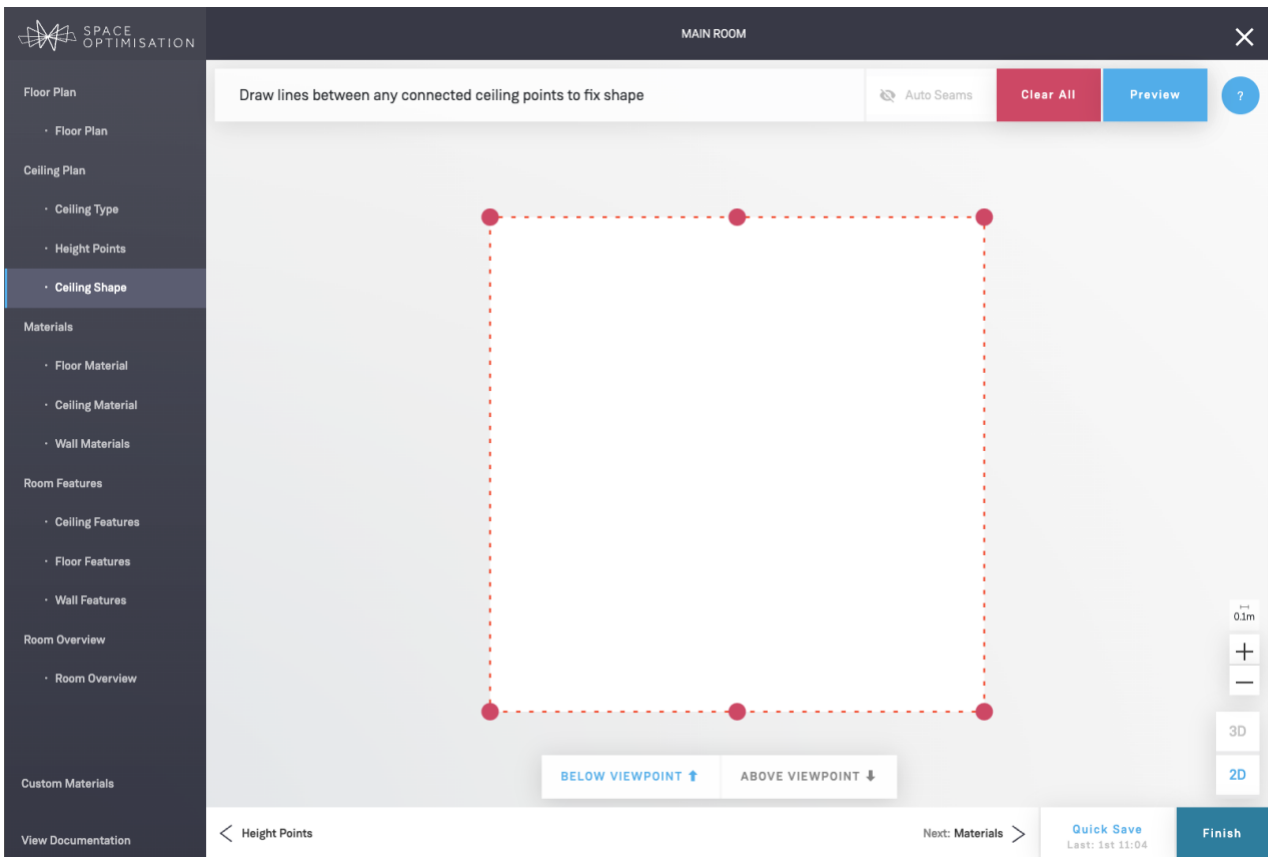 SPACE
OPTIMISATION
MAIN ROOM
Floor Plan
· Floor Plan
Ceiling Plan
· Ceiling Type
· Height Points
· Ceiling Shape
Materials
· Floor Material
· Ceiling Material
· Wall Materials
Room Features
· Ceiling Features
· Floor Features
· Wall Features
Room Overview
· Room Overview
Custom Materials
View Documentation
Draw lines between any connected ceiling points to fix shape
Auto Seams
Clear All
Preview
?
0.1m
3D
2D
BELOW VIEWPOINT
ABOVE VIEWPOINT
Height Points
Next: Materials
Quick Save
Last: 1st 11:04
Finish